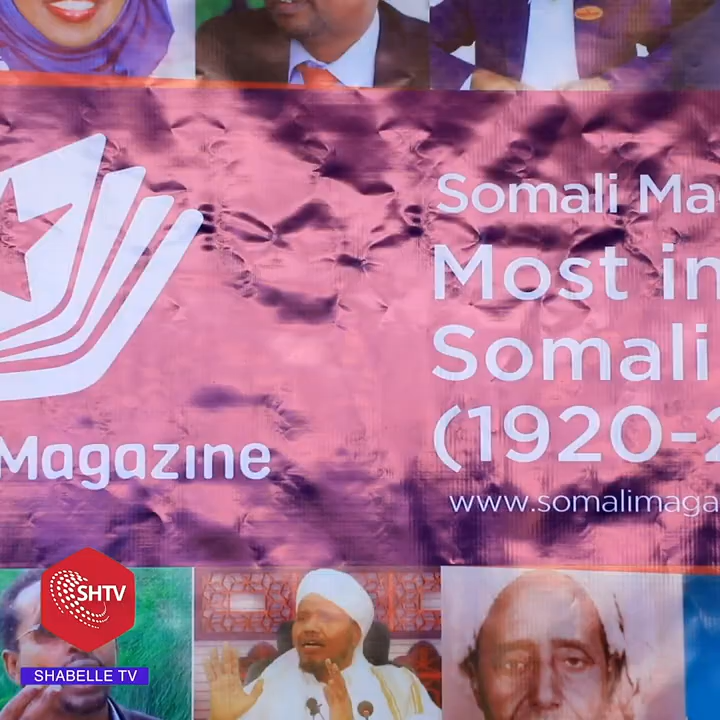 Magazine
Somali Ma
Most in
Somali
(1920-2
www.somalimaga
SHTV
SHABELLE TV